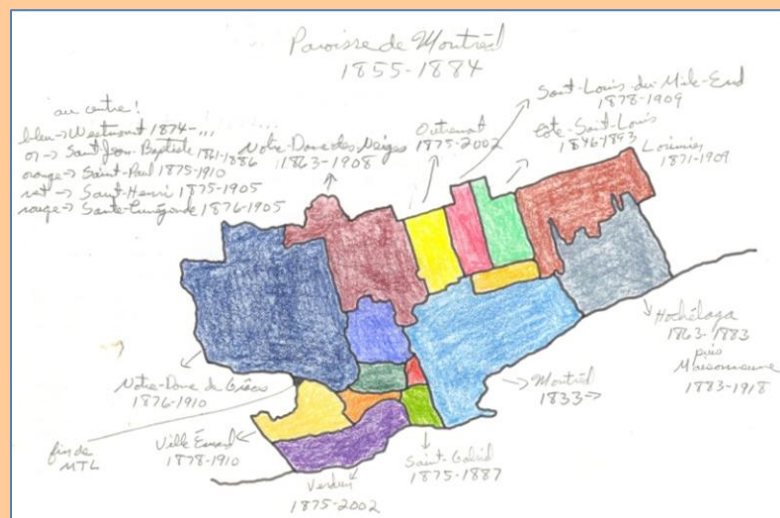 Paroisse de Montréal
1855-1884
au centre!
bleu → Westmont 1874-...
or → Saint-Jean-Baptiste 1861-1886
orange → Saint-Paul 1875-1910
vert → Saint-Henri 1875-1905
rouge → Sainte-Cunégonde 1876-1905
Notre-Dame des Neiges
1863-1908
Outremont
1875-2002
Saint-Louis-du-Mile-End
1878-1909
Côte-Saint-Louis
1846-1893
Lorimier
1871-1909
Hochélaga
1863-1883
puis
Maisonneuve
1883-1918
Montréal
1833→
Notre-Dame de Grâces
1876-1910
Ville Émard
1878-1910
fin de
MTL
Verdun
1875-2002
Saint-Gabriel
1875-1887